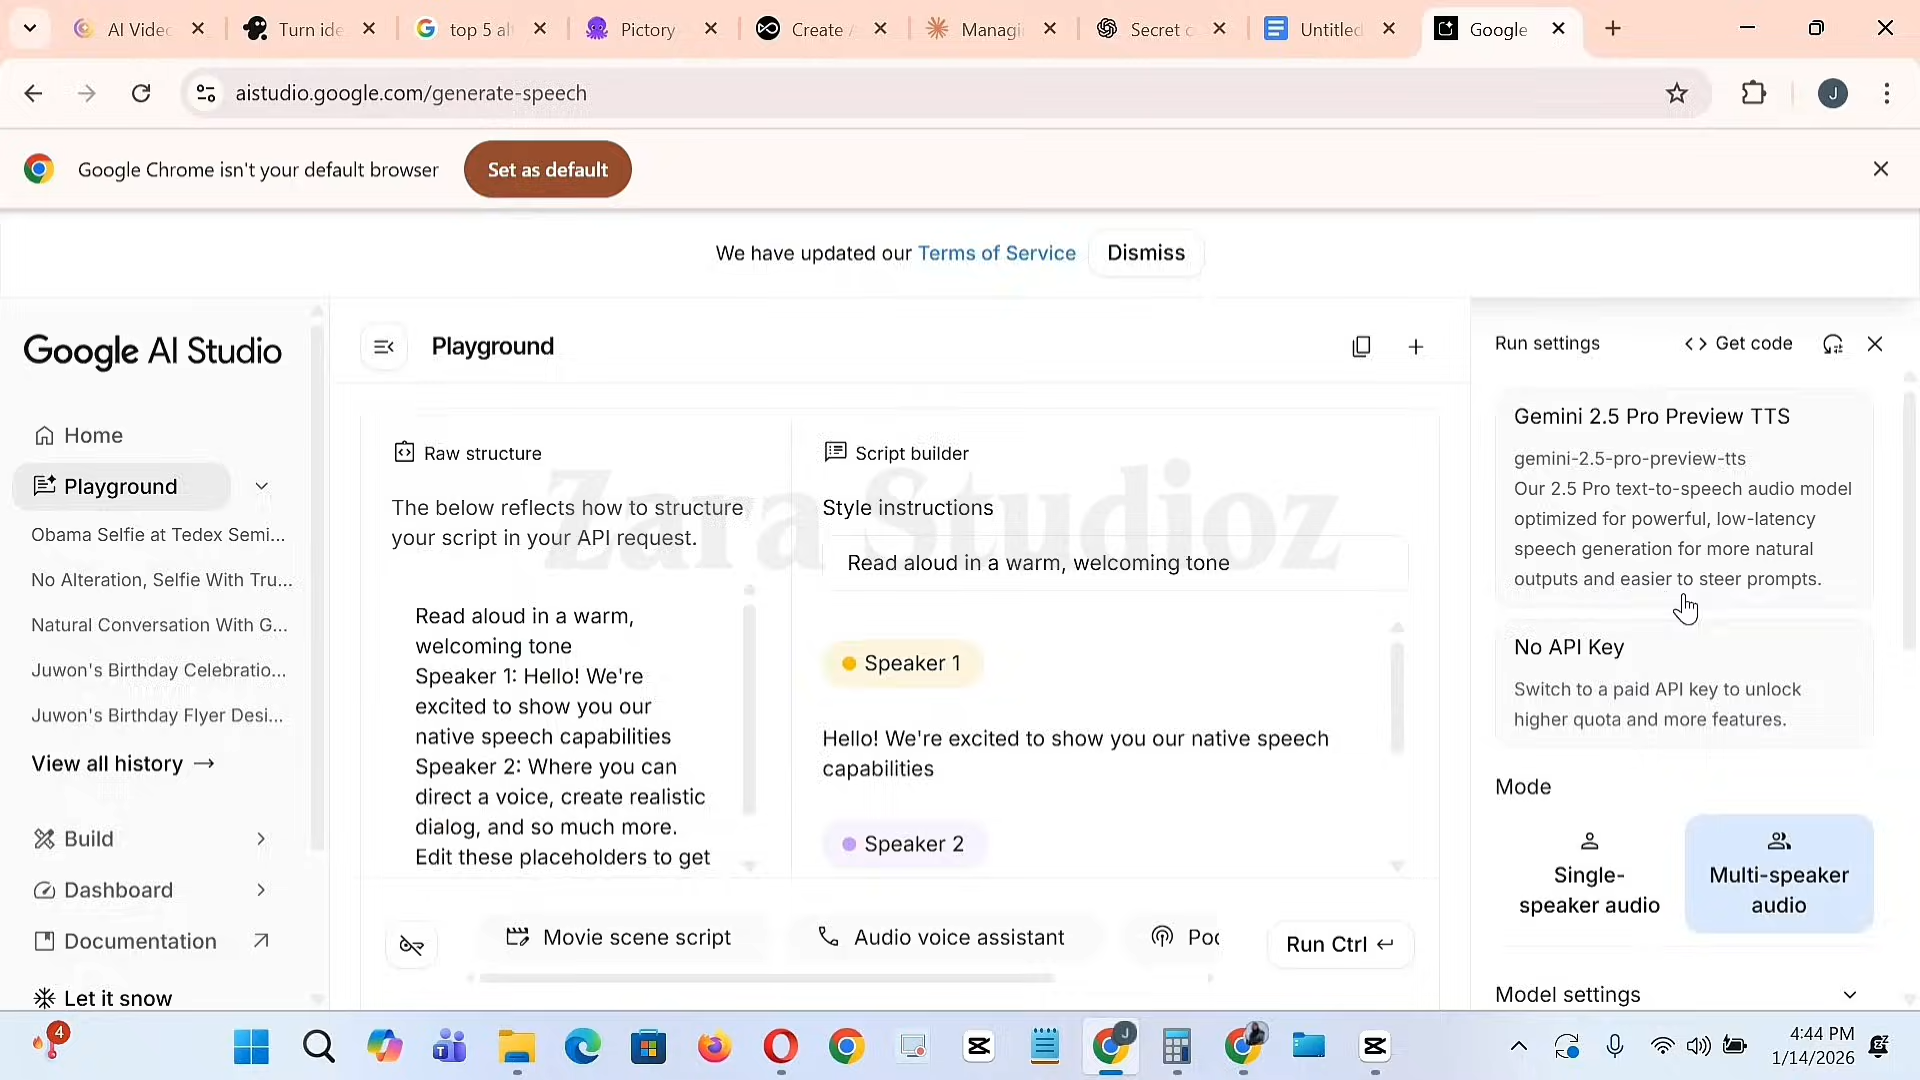 AI Videc
Turn ide
top 5 al
Pictory
Create
Managi
Secret c
Untitled
Google
aistudio.google.com/generate-speech
J
Google Chrome isn't your default browser
Set as default
We have updated our Terms of Service
Dismiss
Google AI Studio
Home
Playground
Obama Selfie at Tedex Semi...
No Alteration, Selfie With Tru...
Natural Conversation With G...
Juwon's Birthday Celebratio...
Juwon's Birthday Flyer Desi...
View all history →
Build
Dashboard
Documentation
Let it snow
Playground
Raw structure
The below reflects how to structure
your script in your API request.
Read aloud in a warm,
welcoming tone
Speaker 1: Hello! We're
excited to show you our
native speech capabilities
Speaker 2: Where you can
direct a voice, create realistic
dialog, and so much more.
Edit these placeholders to get
Script builder
Style instructions
Read aloud in a warm, welcoming tone
Speaker 1
Hello! We're excited to show you our native speech
capabilities
Speaker 2
Zara Studioz
Movie scene script
Audio voice assistant
Poc
Run Ctrl ↵
Run settings
Get code
Gemini 2.5 Pro Preview TTS
gemini-2.5-pro-preview-tts
Our 2.5 Pro text-to-speech audio model
optimized for powerful, low-latency
speech generation for more natural
outputs and easier to steer prompts.
No API Key
Switch to a paid API key to unlock
higher quota and more features.
Mode
Single-
speaker audio
Multi-speaker
audio
Model settings
4
J
4:44 PM
1/14/2026